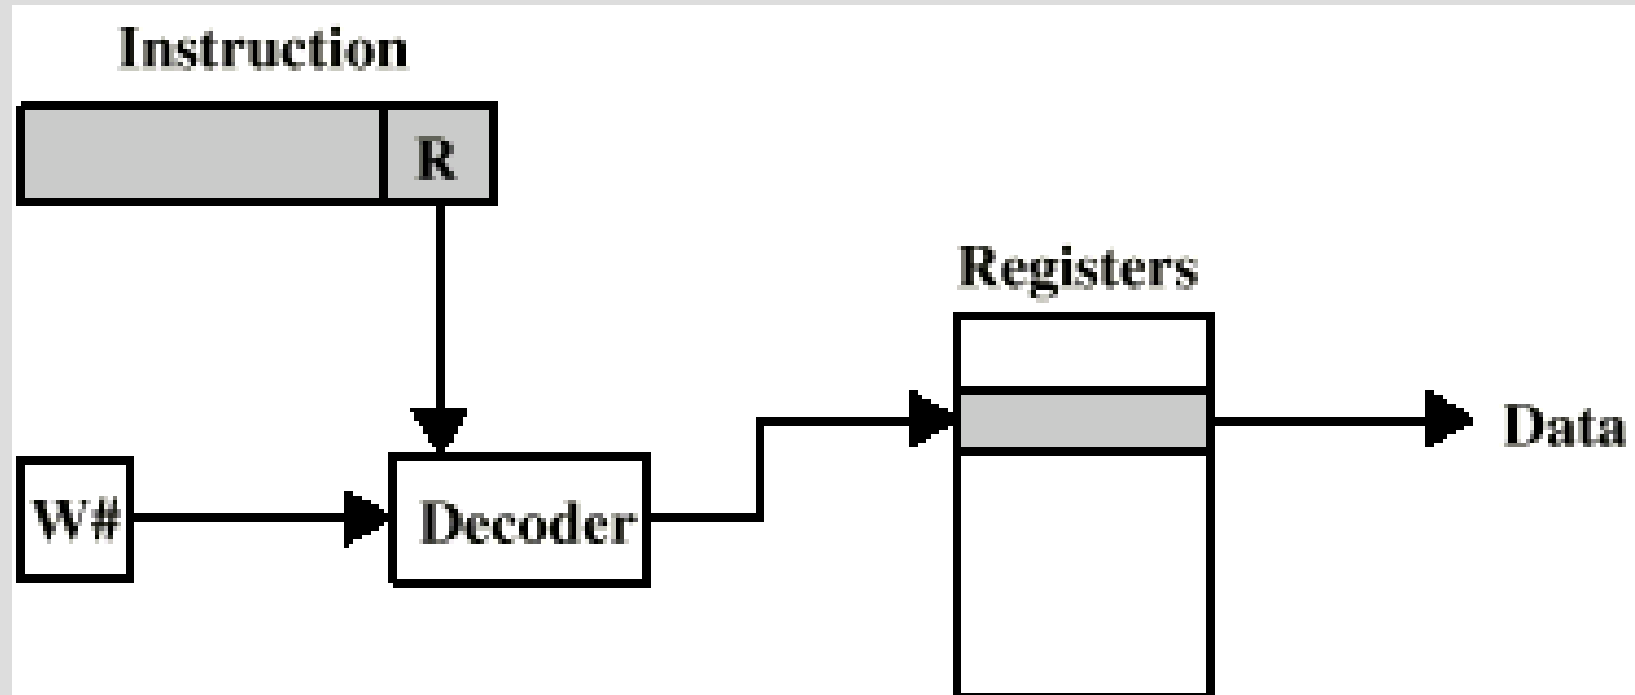 Instruction
R
Registers
Data
W#
Decoder